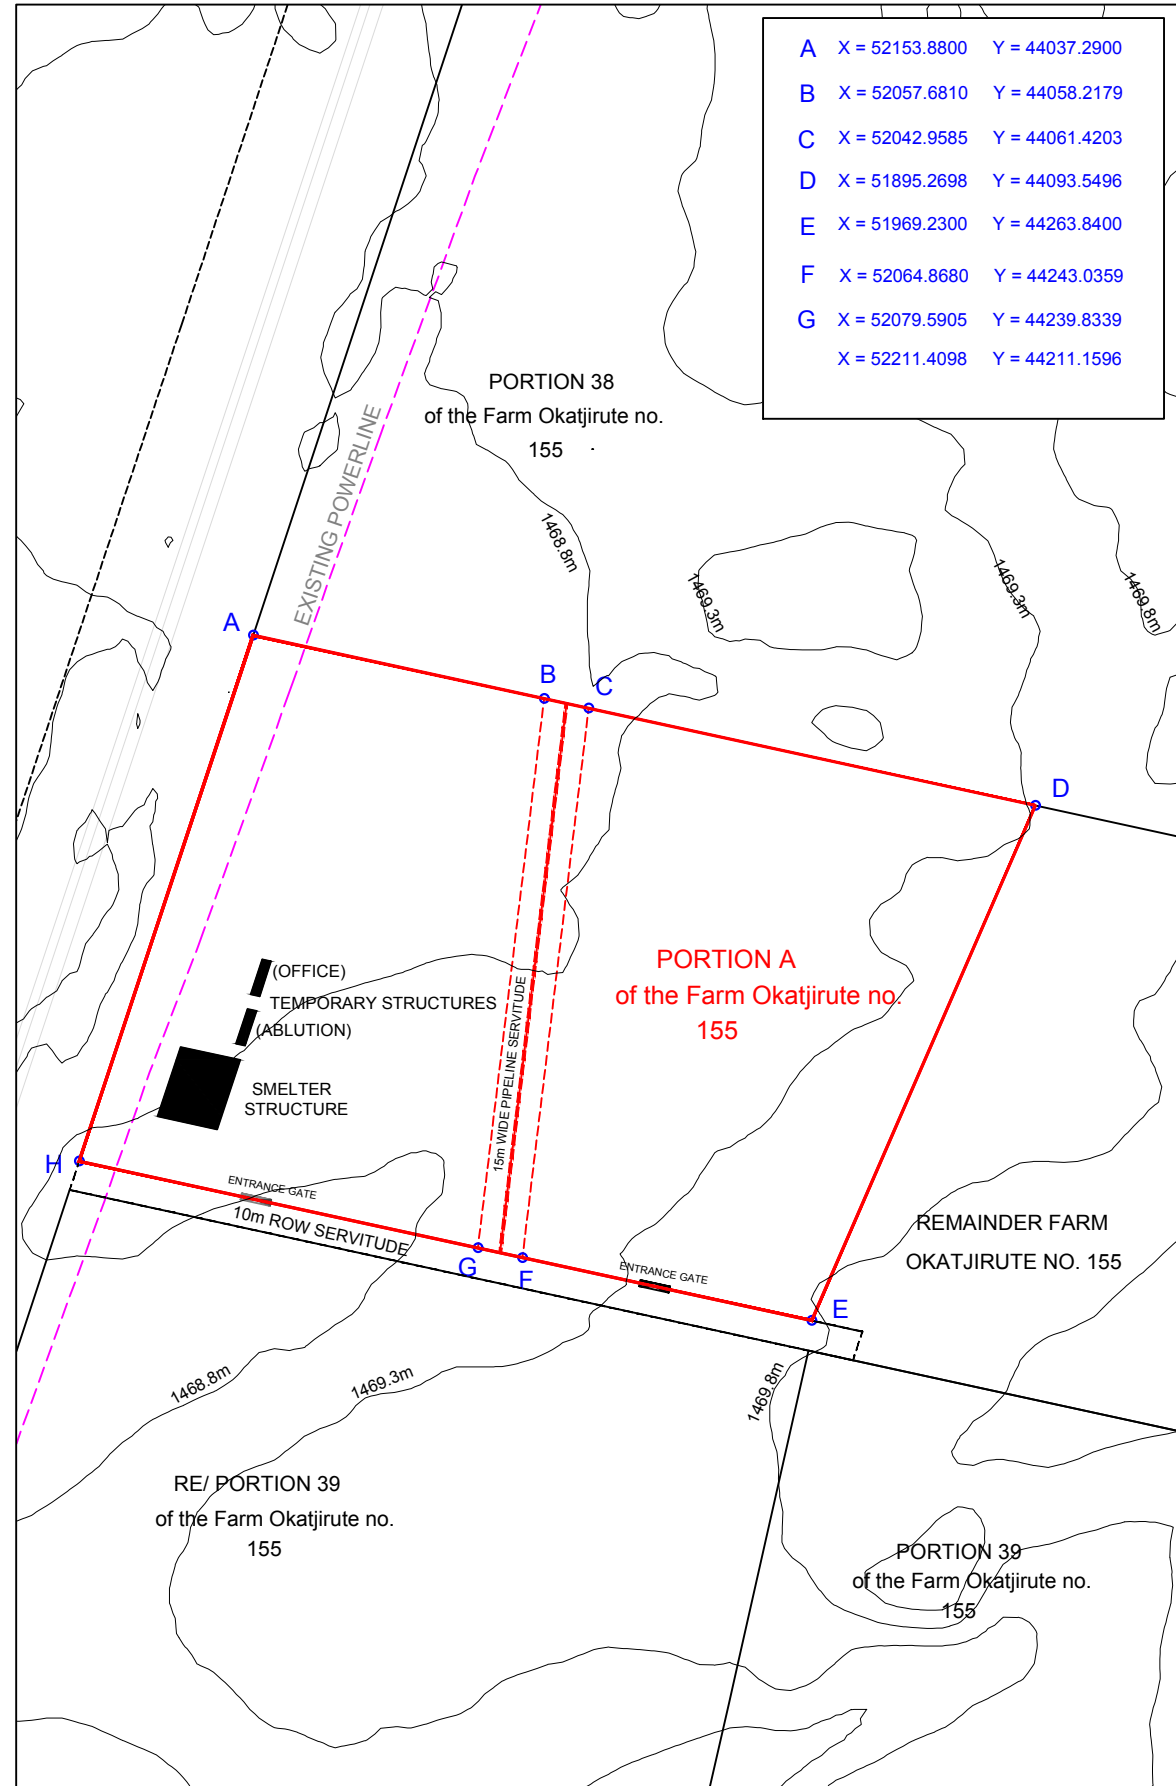 A X = 52153.8800 Y = 44037.2900
B X = 52057.6810 Y = 44058.2179
C X = 52042.9585 Y = 44061.4203
D X = 51895.2698 Y = 44093.5496
E X = 51969.2300 Y = 44263.8400
F X = 52064.8680 Y = 44243.0359
G X = 52079.5905 Y = 44239.8339
X = 52211.4098 Y = 44211.1596
PORTION 38
of the Farm Okatjirute no.
155
EXISTING POWERLINE
1468.8m
1469.3m
1469.3m
1469.8m
A
B
C
D
PORTION A
of the Farm Okatjirute no.
155
(OFFICE)
TEMPORARY STRUCTURES
(ABLUTION)
SMELTER
STRUCTURE
15m WIDE PIPELINE SERVITUDE
H
ENTRANCE GATE
10m ROW SERVITUDE
G
F
ENTRANCE GATE
E
REMAINDER FARM
OKATJIRUTE NO. 155
1468.8m
1469.3m
1469.8m
RE/ PORTION 39
of the Farm Okatjirute no.
155
PORTION 39
of the Farm Okatjirute no.
155